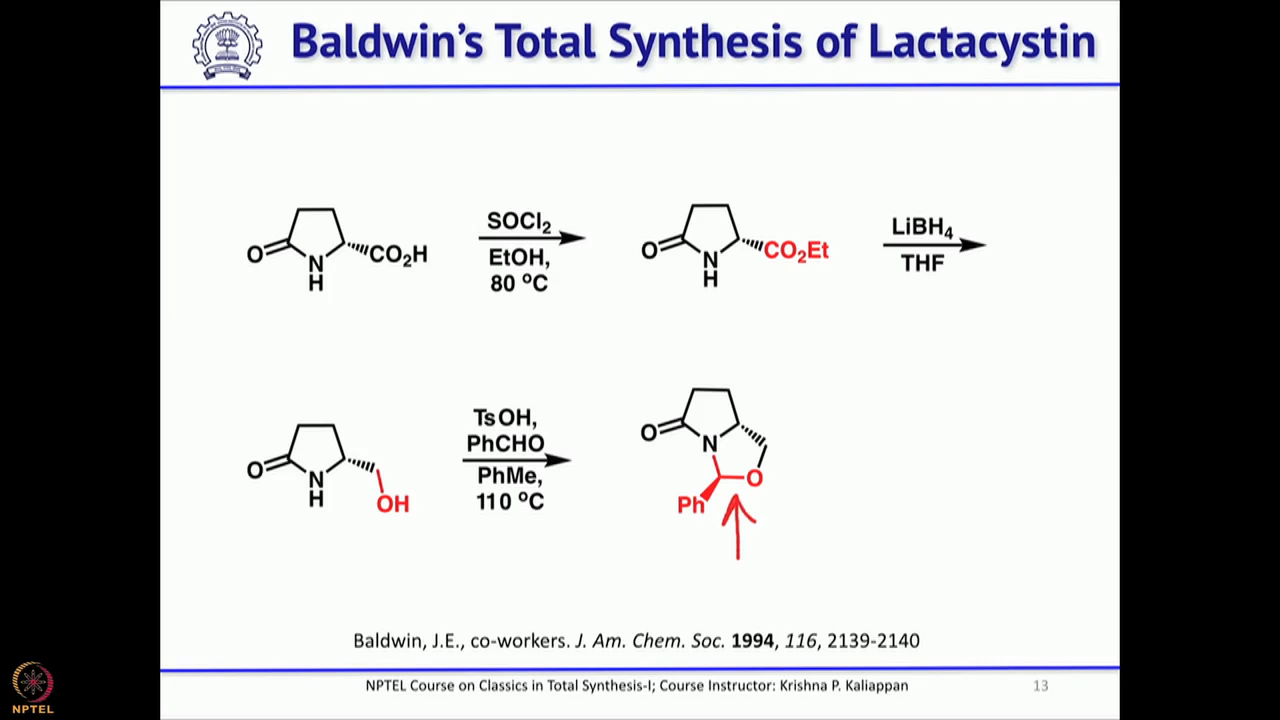 Baldwin's Total Synthesis of Lactacystin
O
N
H
CO₂H
SOCl₂
EtOH,
80 ºC
O
N
H
CO₂Et
LiBH₄
THF
O
N
H
OH
TsOH,
PhCHO
PhMe,
110 ºC
O
N
O
Ph
Baldwin, J.E., co-workers. J. Am. Chem. Soc. 1994, 116, 2139-2140
NPTEL Course on Classics in Total Synthesis-I; Course Instructor: Krishna P. Kaliappan
13
NPTEL